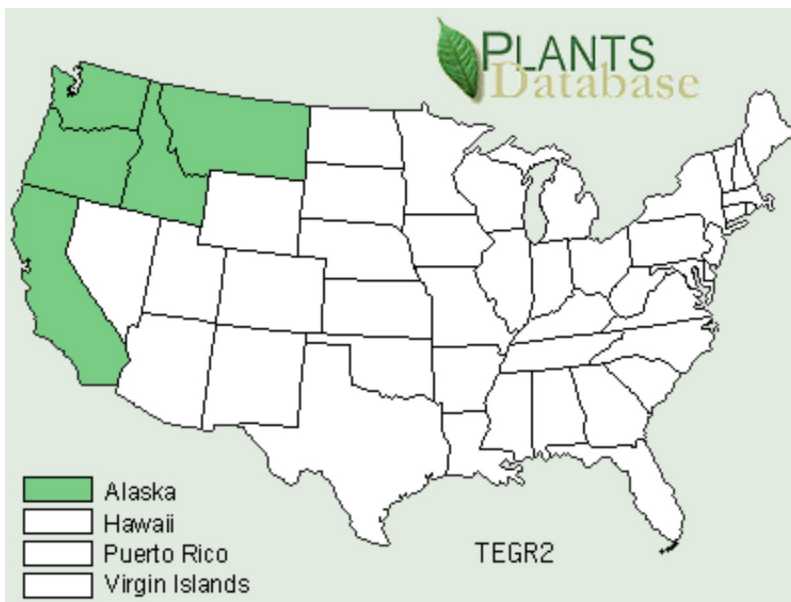 PLANTS
Database
Alaska
Hawaii
Puerto Rico
Virgin Islands
TEGR2